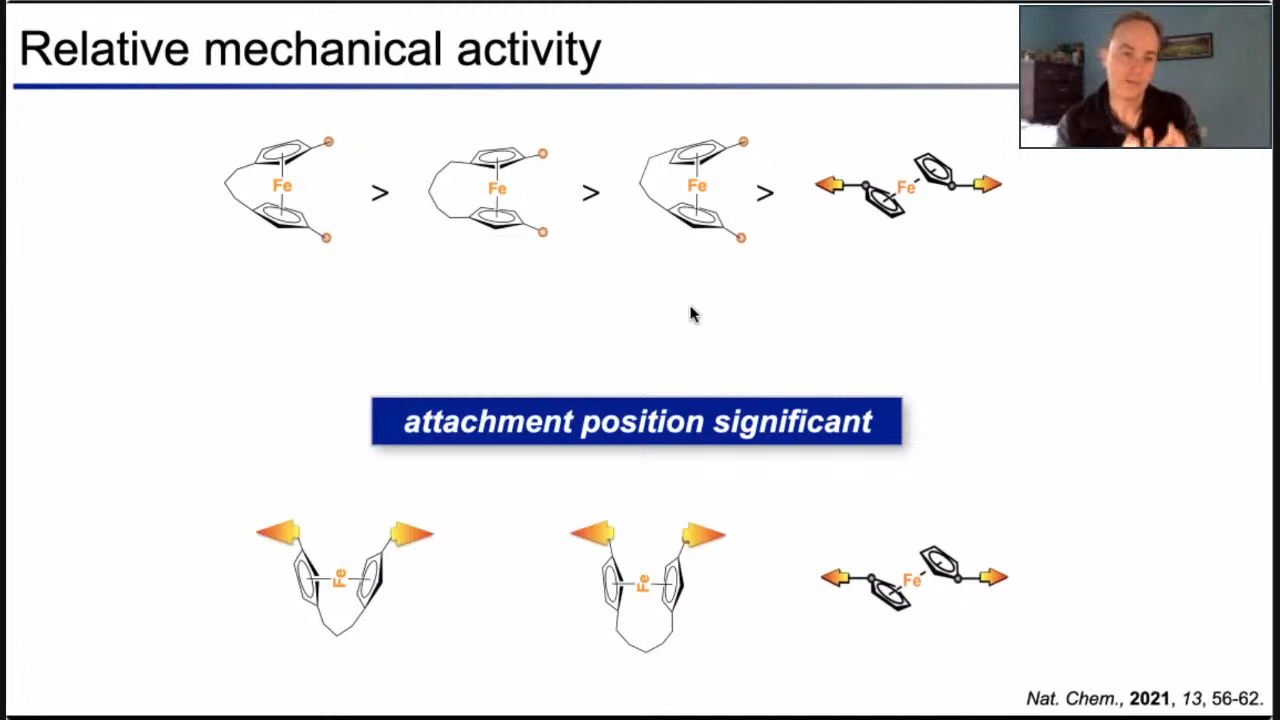 Relative mechanical activity
Fe > Fe > Fe > Fe
attachment position significant
Fe Fe Fe
Nat. Chem., 2021, 13, 56-62.